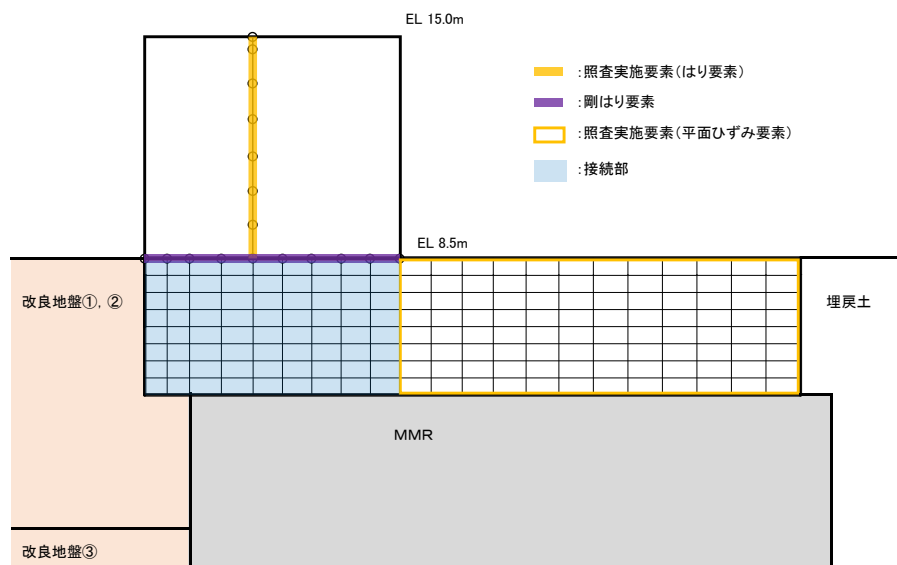 EL 15.0m
:照査実施要素(はり要素)
:剛はり要素
:照査実施要素(平面ひずみ要素)
:接続部
EL 8.5m
改良地盤①, ②
埋戻土
MMR
改良地盤③